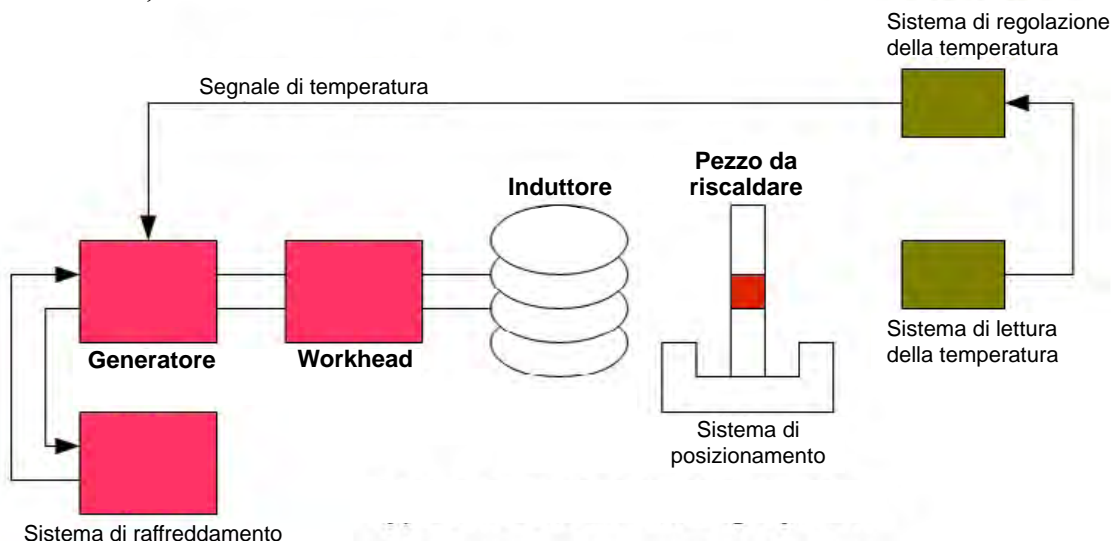 Sistema di regolazione
della temperatura
Segnale di temperatura
Pezzo da
riscaldare
Induttore
Generatore
Workhead
Sistema di lettura
della temperatura
Sistema di
posizionamento
Sistema di raffreddamento